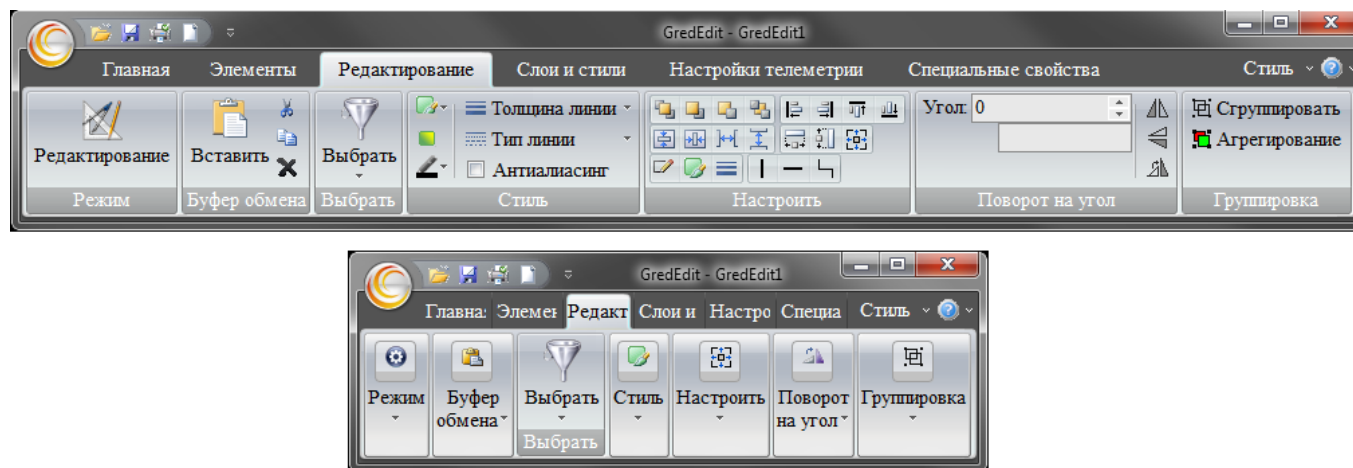 GredEdit - GredEdit1
Главная Элементы Редактирование Слои и стили Настройки телеметрии Специальные свойства Стиль
Толщина линии Угол: 0 Сгруппировать
Редактирование Вставить Выбрать Тип линии Агрегирование
Антиалиасинг
Режим Буфер обмена Выбрать Стиль Настроить Поворот на угол Группировка
GredEdit - GredEdit1
Главна Элемен Редакт Слои и Настро Специа Стиль
Режим Буфер обмена Выбрать Стиль Настроить Поворот на угол Группировка
Выбрать